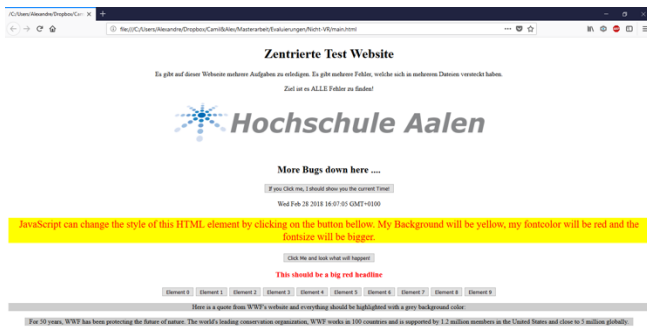 /C:/Users/Alexandre/Dropbox/Cam
file:///C:/Users/Alexandre/Dropbox/Camil&Alex/Masterarbeit/Evaluierungen/Nicht-VR/main.html
Zentrierte Test Website
Es gibt auf dieser Webseite mehrere Aufgaben zu erledigen. Es gibt mehrere Fehler, welche sich in mehreren Dateien versteckt haben.
Ziel ist es ALLE Fehler zu finden!
Hochschule Aalen
More Bugs down here ....
If you Click me, I should show you the current Time!
Wed Feb 28 2018 16:07:05 GMT+0100
JavaScript can change the style of this HTML element by clicking on the button bellow. My Background will be yellow, my fontcolor will be red and the
fontsize will be bigger.
Click Me and look what will happen!
This should be a big red headline
Element 0 Element 1 Element 2 Element 3 Element 4 Element 5 Element 6 Element 7 Element 8 Element 9
Here is a quote from WWF's website and everything should be highlighted with a grey background color:
For 50 years, WWF has been protecting the future of nature. The world's leading conservation organization, WWF works in 100 countries and is supported by 1.2 million members in the United States and close to 5 million globally.